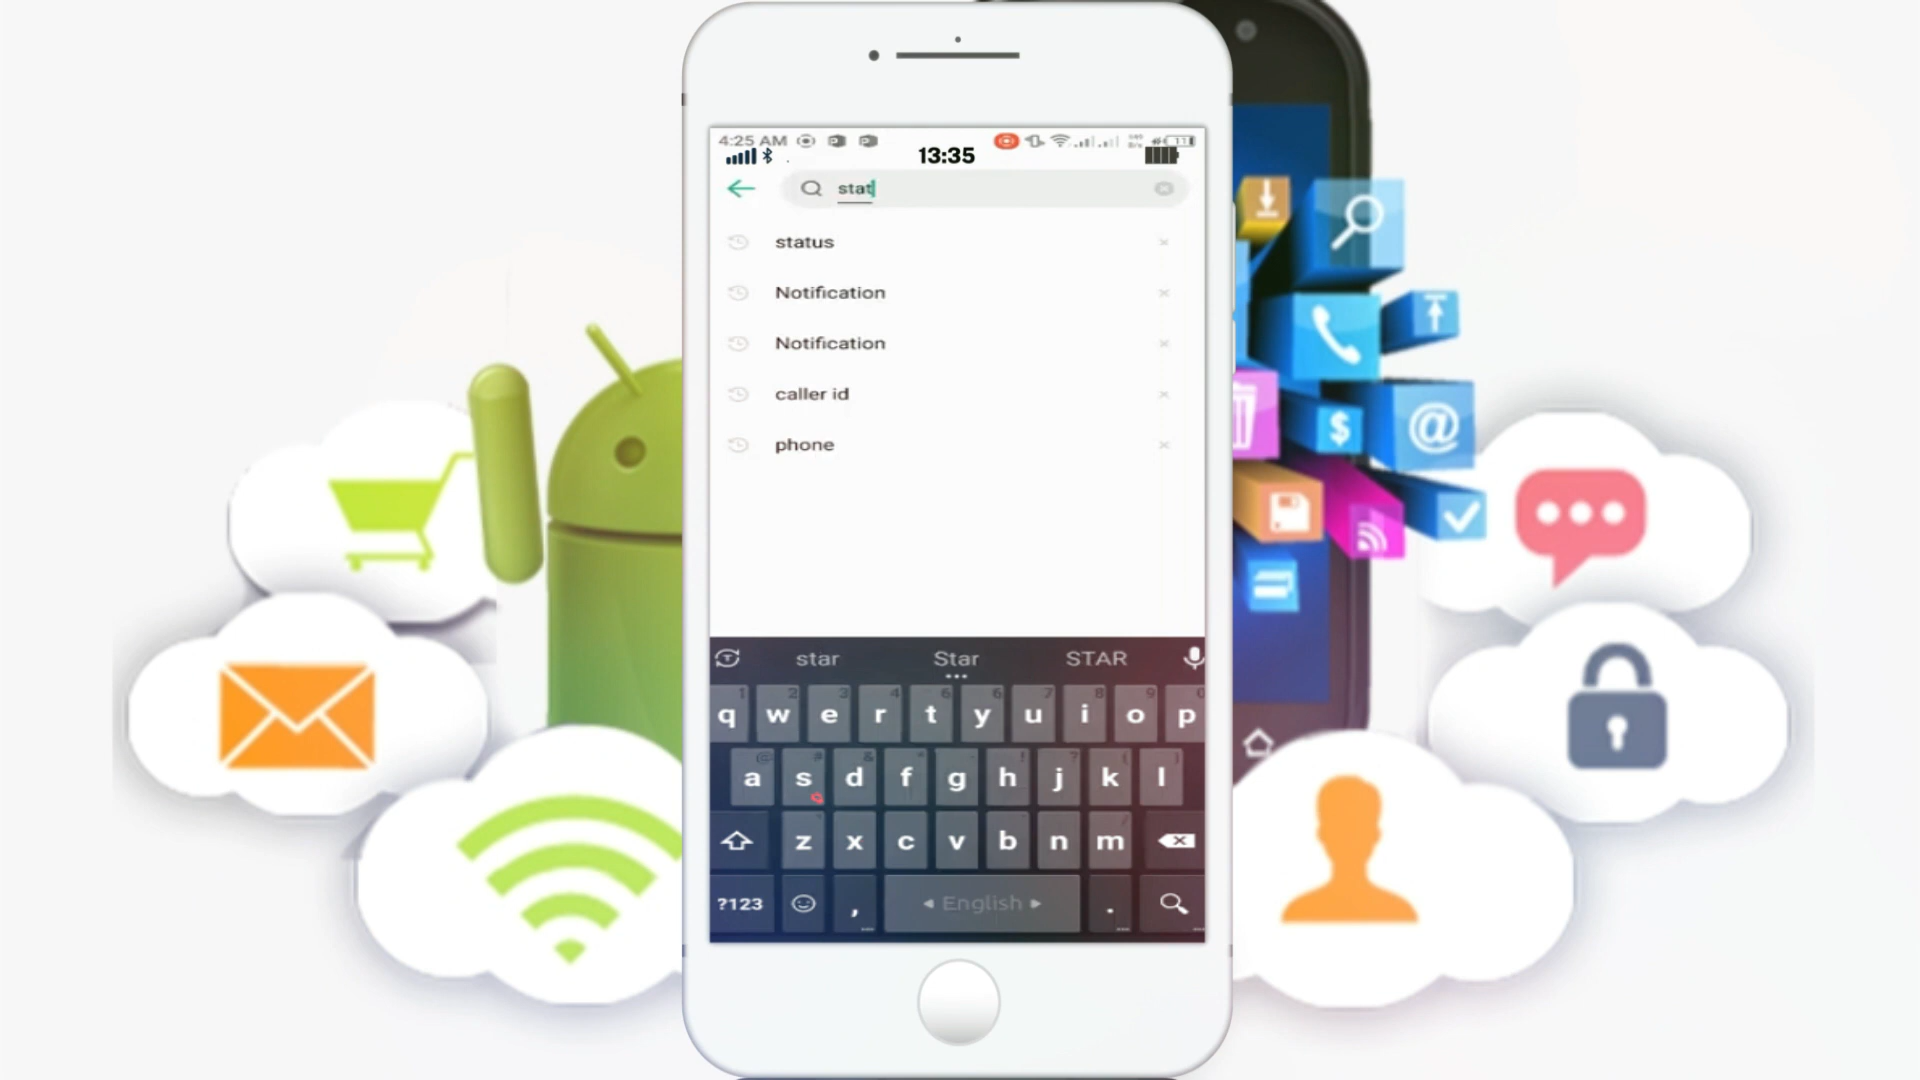 4:25 AM
13:35
stat
status
Notification
Notification
caller id
phone
star Star STAR
q w e r t y u i o p
a s d f g h j k l
z x c v b n m
?123 , English .
$ @